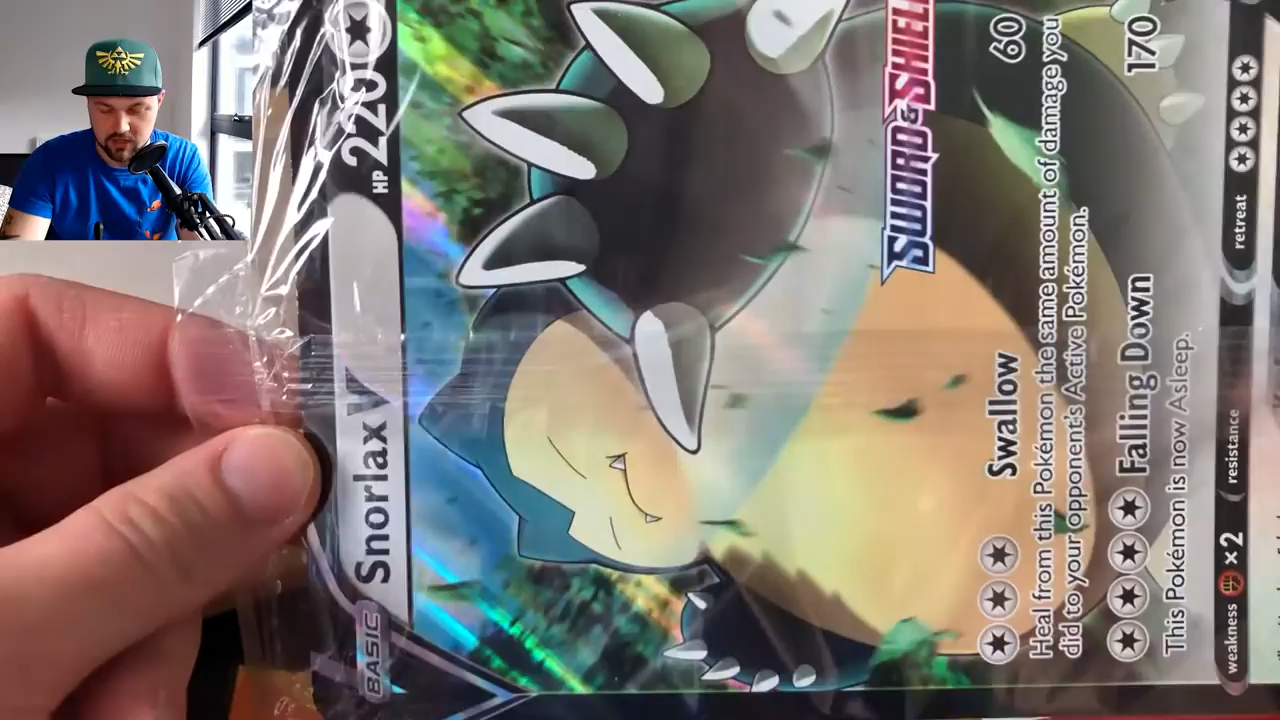 BASIC Snorlax V HP 220
SWORD & SHIELD
Swallow 60
Heal from this Pokémon the same amount of damage you
did to your opponent's Active Pokémon.
Falling Down 170
This Pokémon is now Asleep.
weakness ×2 resistance retreat